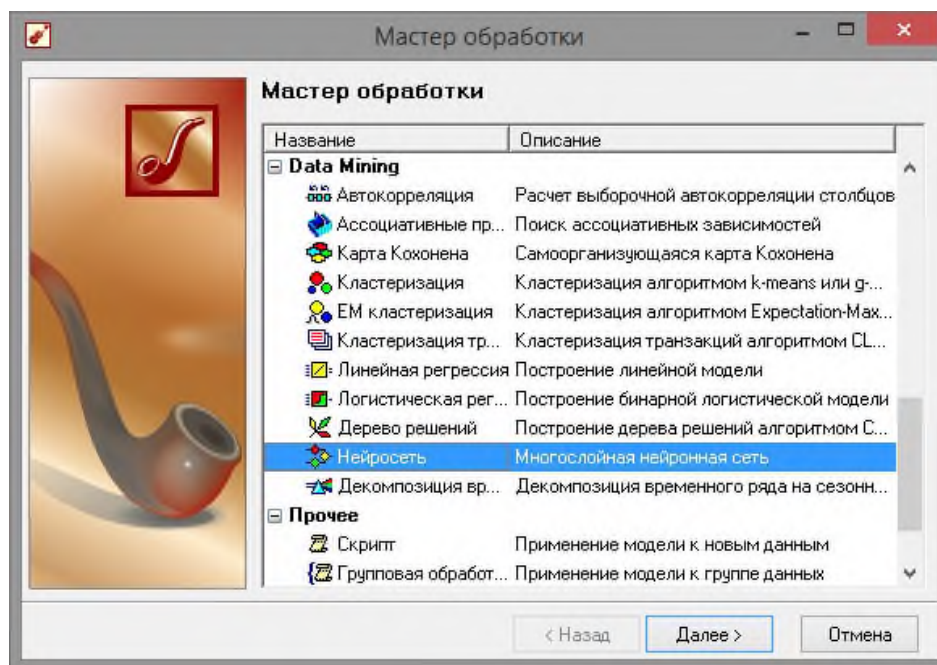 Мастер обработки
Мастер обработки
Название Описание
Data Mining
Автокорреляция Расчет выборочной автокорреляции столбцов
Ассоциативные пр... Поиск ассоциативных зависимостей
Карта Кохонена Самоорганизующаяся карта Кохонена
Кластеризация Кластеризация алгоритмом k-means или g-...
EM кластеризация Кластеризация алгоритмом Expectation-Max...
Кластеризация тр... Кластеризация транзакций алгоритмом CL...
Линейная регрессия Построение линейной модели
Логистическая рег... Построение бинарной логистической модели
Дерево решений Построение дерева решений алгоритмом C...
Нейросеть Многослойная нейронная сеть
Декомпозиция вр... Декомпозиция временного ряда на сезонн...
Прочее
Скрипт Применение модели к новым данным
Групповая обработ... Применение модели к группе данных
< Назад Далее > Отмена